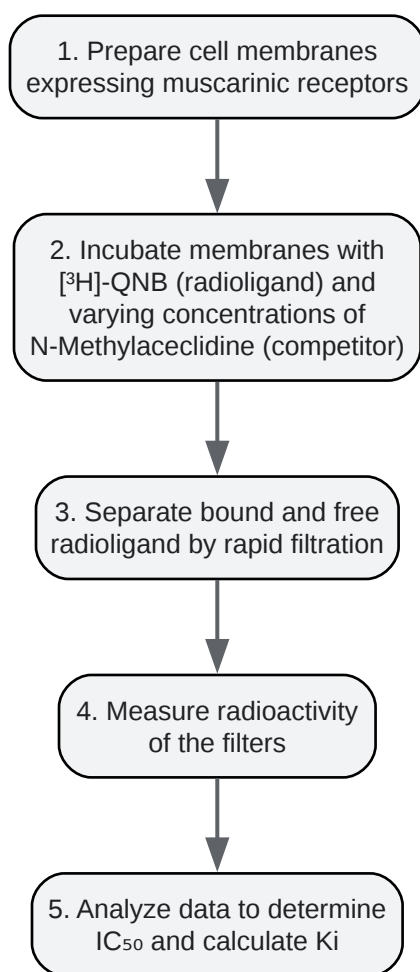 1. Prepare cell membranes
expressing muscarinic receptors
2. Incubate membranes with
[³H]-QNB (radioligand) and
varying concentrations of
N-Methylaceclidine (competitor)
3. Separate bound and free
radioligand by rapid filtration
4. Measure radioactivity
of the filters
5. Analyze data to determine
IC₅₀ and calculate Ki